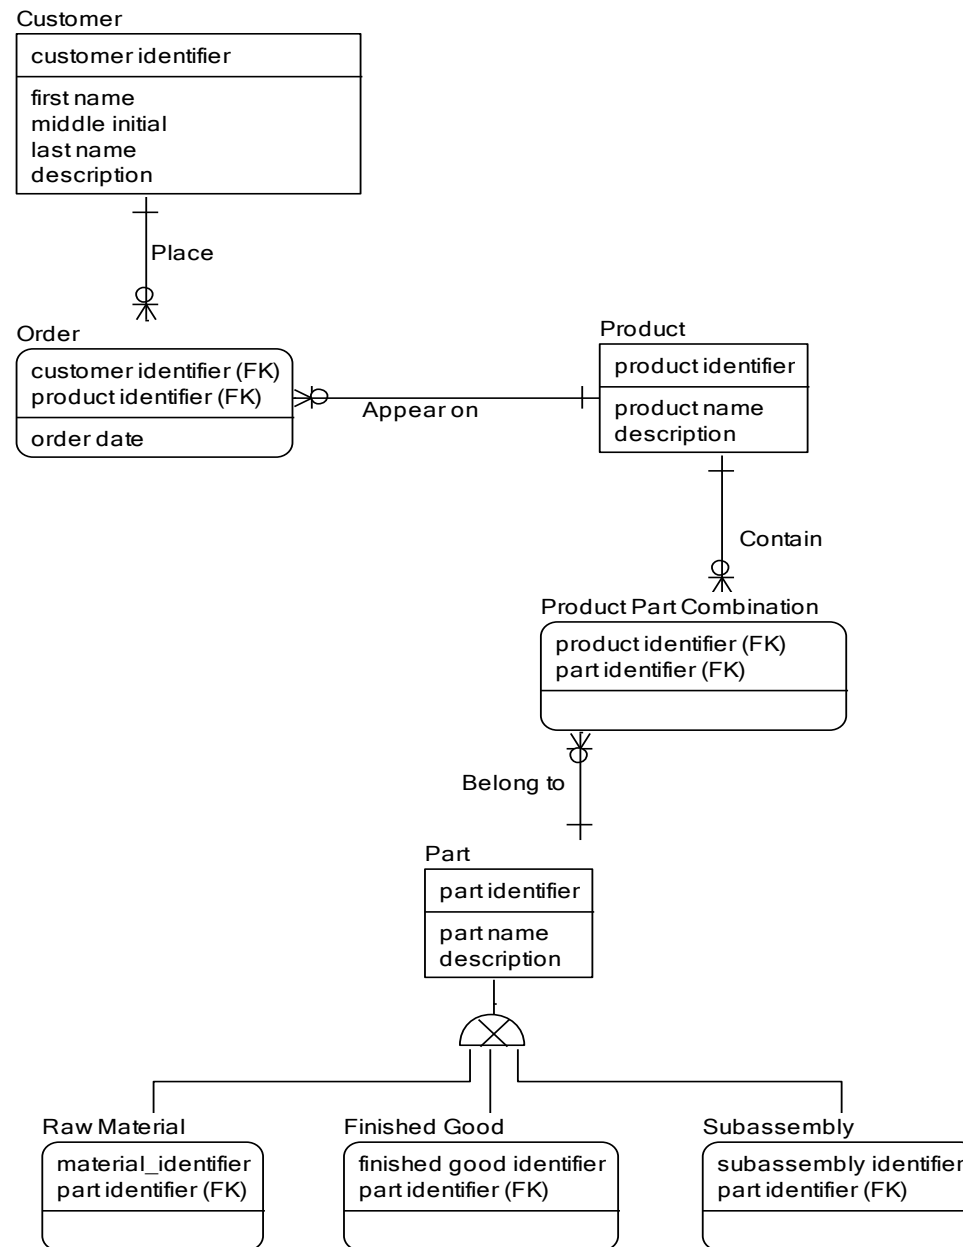 Customer
customer identifier
first name
middle initial
last name
description
Place
Order
customer identifier (FK)
product identifier (FK)
order date
Appear on
Product
product identifier
product name
description
Contain
Product Part Combination
product identifier (FK)
part identifier (FK)
Belong to
Part
part identifier
part name
description
Raw Material
material_identifier
part identifier (FK)
Finished Good
finished good identifier
part identifier (FK)
Subassembly
subassembly identifier
part identifier (FK)